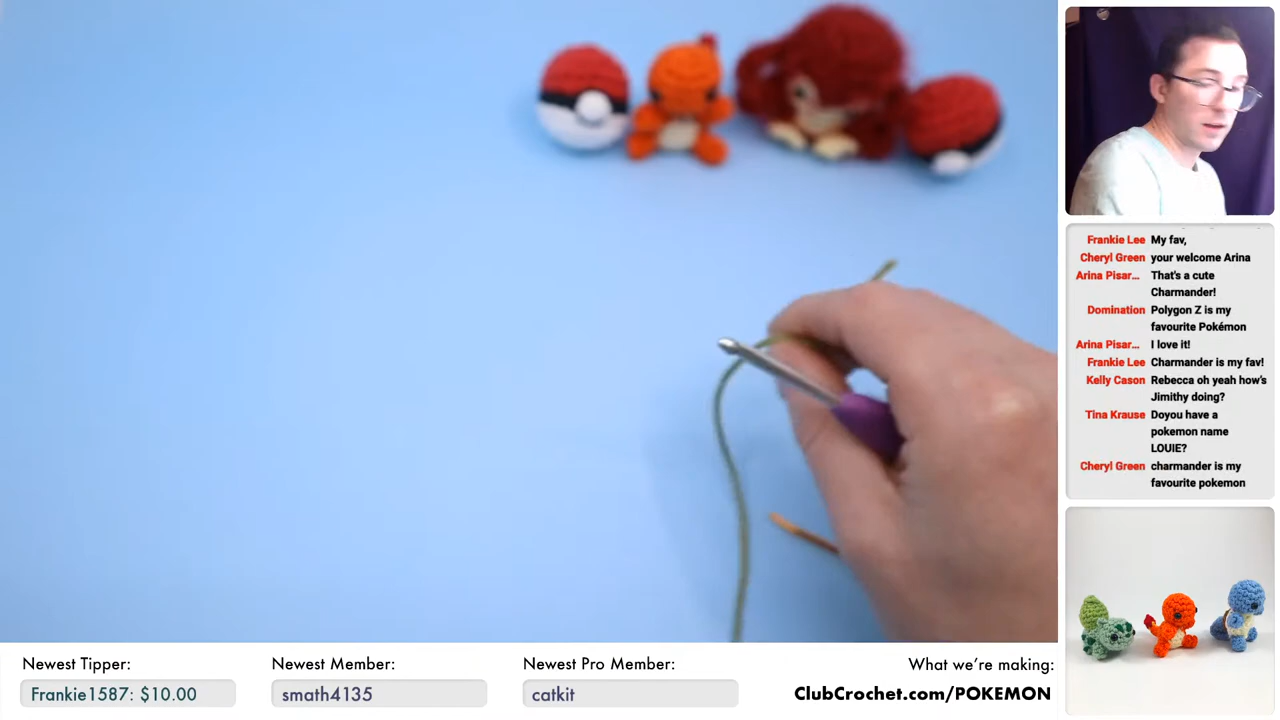 Frankie Lee My fav,
Cheryl Green your welcome Arina
Arina Pisar... That's a cute
Charmander!
Domination Polygon Z is my
favourite Pokémon
Arina Pisar... I love it!
Frankie Lee Charmander is my fav!
Kelly Cason Rebecca oh yeah how's
Jimithy doing?
Tina Krause Doyou have a
pokemon name
LOUIE?
Cheryl Green charmander is my
favourite pokemon
Newest Tipper:
Frankie1587: $10.00
Newest Member:
smath4135
Newest Pro Member:
catkit
What we're making:
ClubCrochet.com/POKEMON